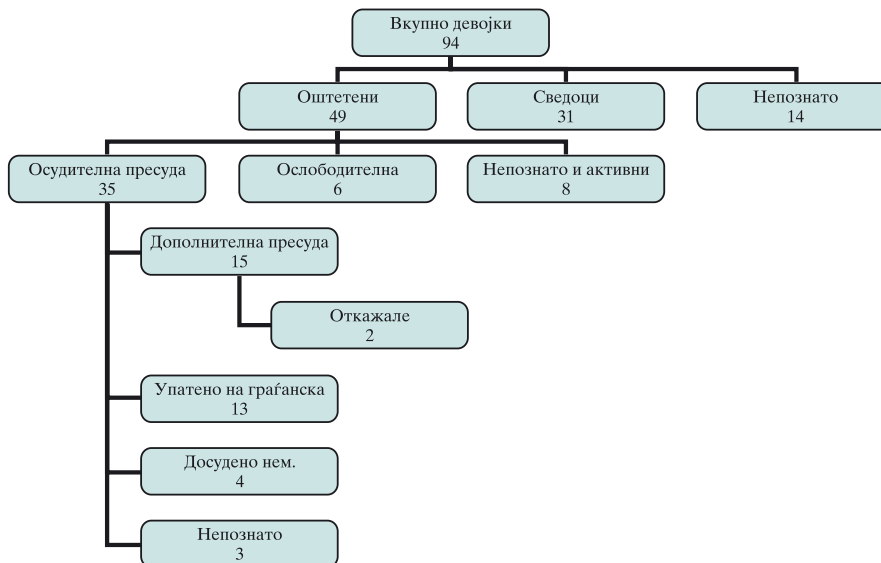 Вкупно девојки
94
Оштетени
49
Сведоци
31
Непознато
14
Осудителна пресуда
35
Ослободителна
6
Непознато и активни
8
Дополнителна пресуда
15
Откажале
2
Упатено на граѓанска
13
Досудено нем.
4
Непознато
3